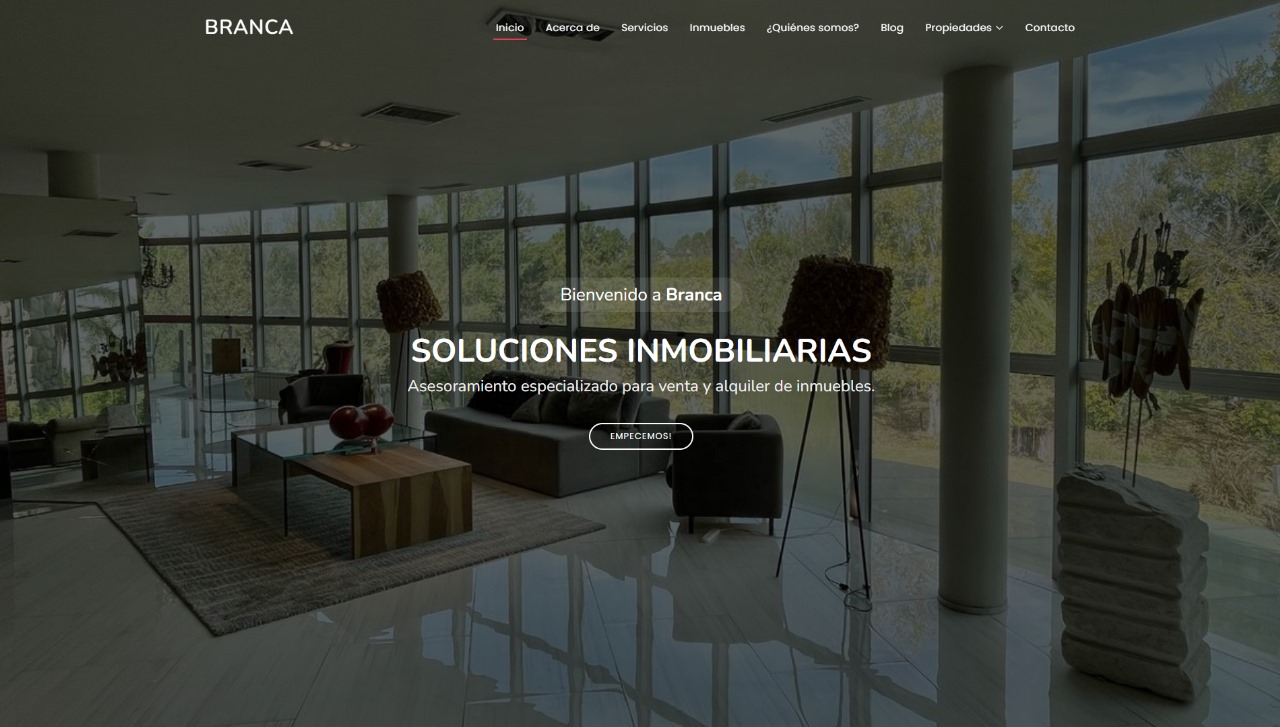 BRANCA
Inicio Acerca de Servicios Inmuebles ¿Quiénes somos? Blog Propiedades Contacto
Bienvenido a Branca
SOLUCIONES INMOBILIARIAS
Asesoramiento especializado para venta y alquiler de inmuebles.
EMPECEMOS!